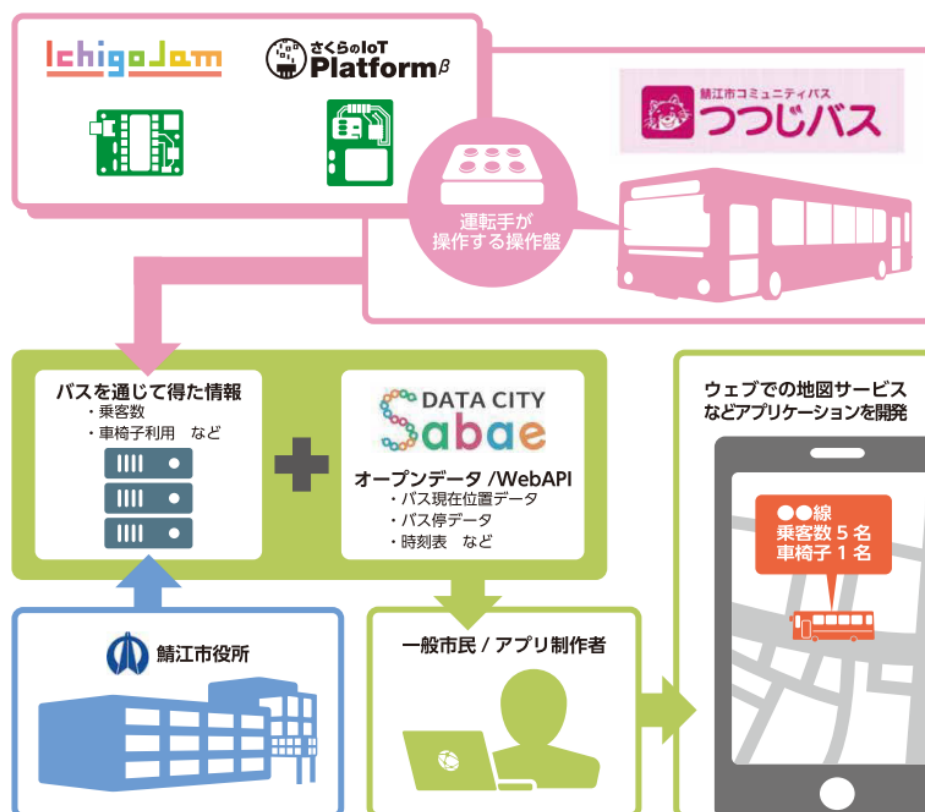 IchigoJam
さくらのIoT
Platformβ
鯖江市コミュニティバス
つつじバス
運転手が
操作する操作盤
バスを通じて得た情報
・乗客数
・車椅子利用　など
DATA CITY
Sabae
オープンデータ /WebAPI
・バス現在位置データ
・バス停データ
・時刻表　など
ウェブでの地図サービス
などアプリケーションを開発
●●線
乗客数 5 名
車椅子 1 名
鯖江市役所
一般市民 / アプリ制作者